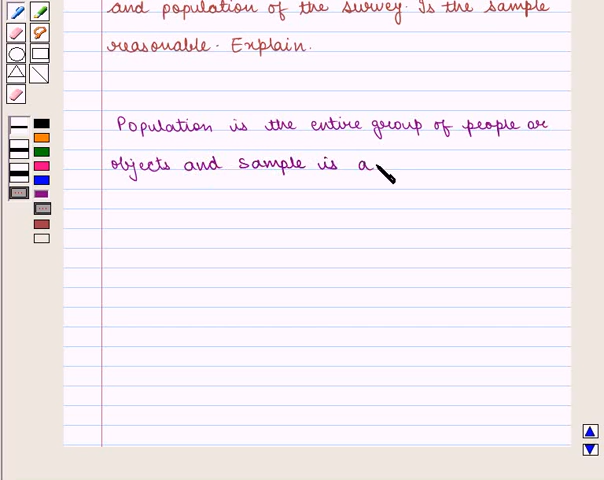 and population of the survey. Is the sample
reasonable. Explain.
Population is the entire group of people or
objects and sample is a